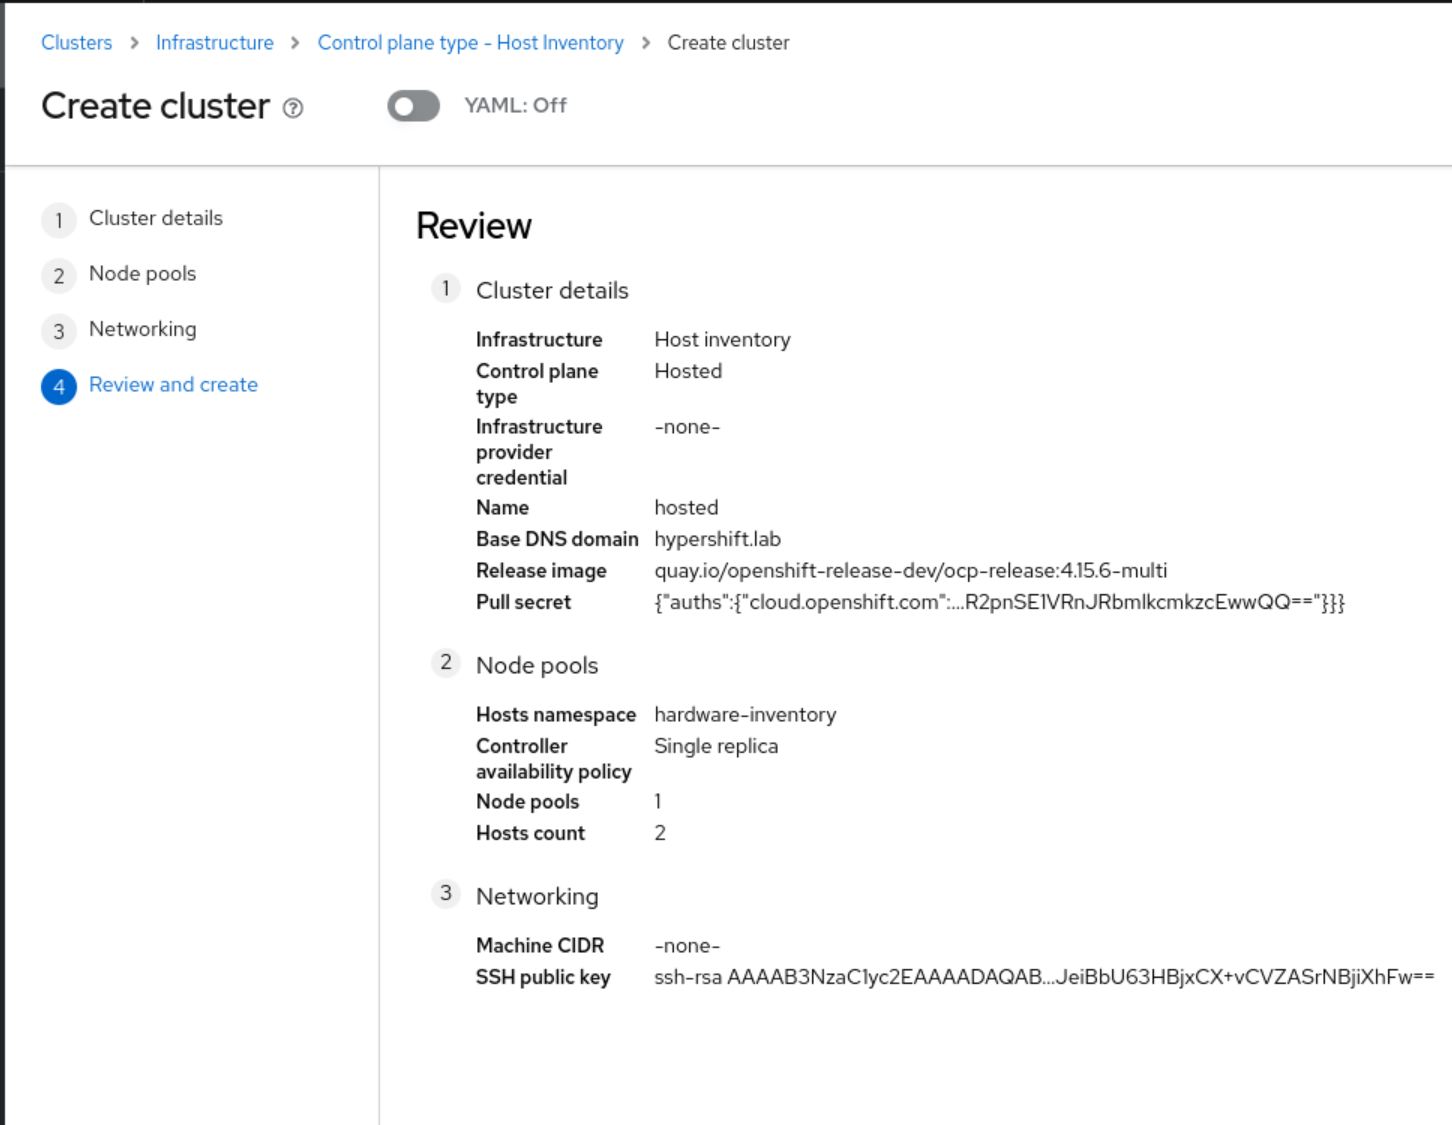 Clusters > Infrastructure > Control plane type - Host Inventory > Create cluster
Create cluster ? YAML: Off
1 Cluster details
2 Node pools
3 Networking
4 Review and create
Review
1 Cluster details
Infrastructure Host inventory
Control plane type Hosted
Infrastructure provider credential -none-
Name hosted
Base DNS domain hypershift.lab
Release image quay.io/openshift-release-dev/ocp-release:4.15.6-multi
Pull secret {"auths":{"cloud.openshift.com":...R2pnSE1VRnJRbmlkcmkzcEwwQQ=="}}}
2 Node pools
Hosts namespace hardware-inventory
Controller availability policy Single replica
Node pools 1
Hosts count 2
3 Networking
Machine CIDR -none-
SSH public key ssh-rsa AAAAB3NzaC1yc2EAAAADAQAB...JeiBbU63HBjxCX+vCVZASrNBjiXhFw==